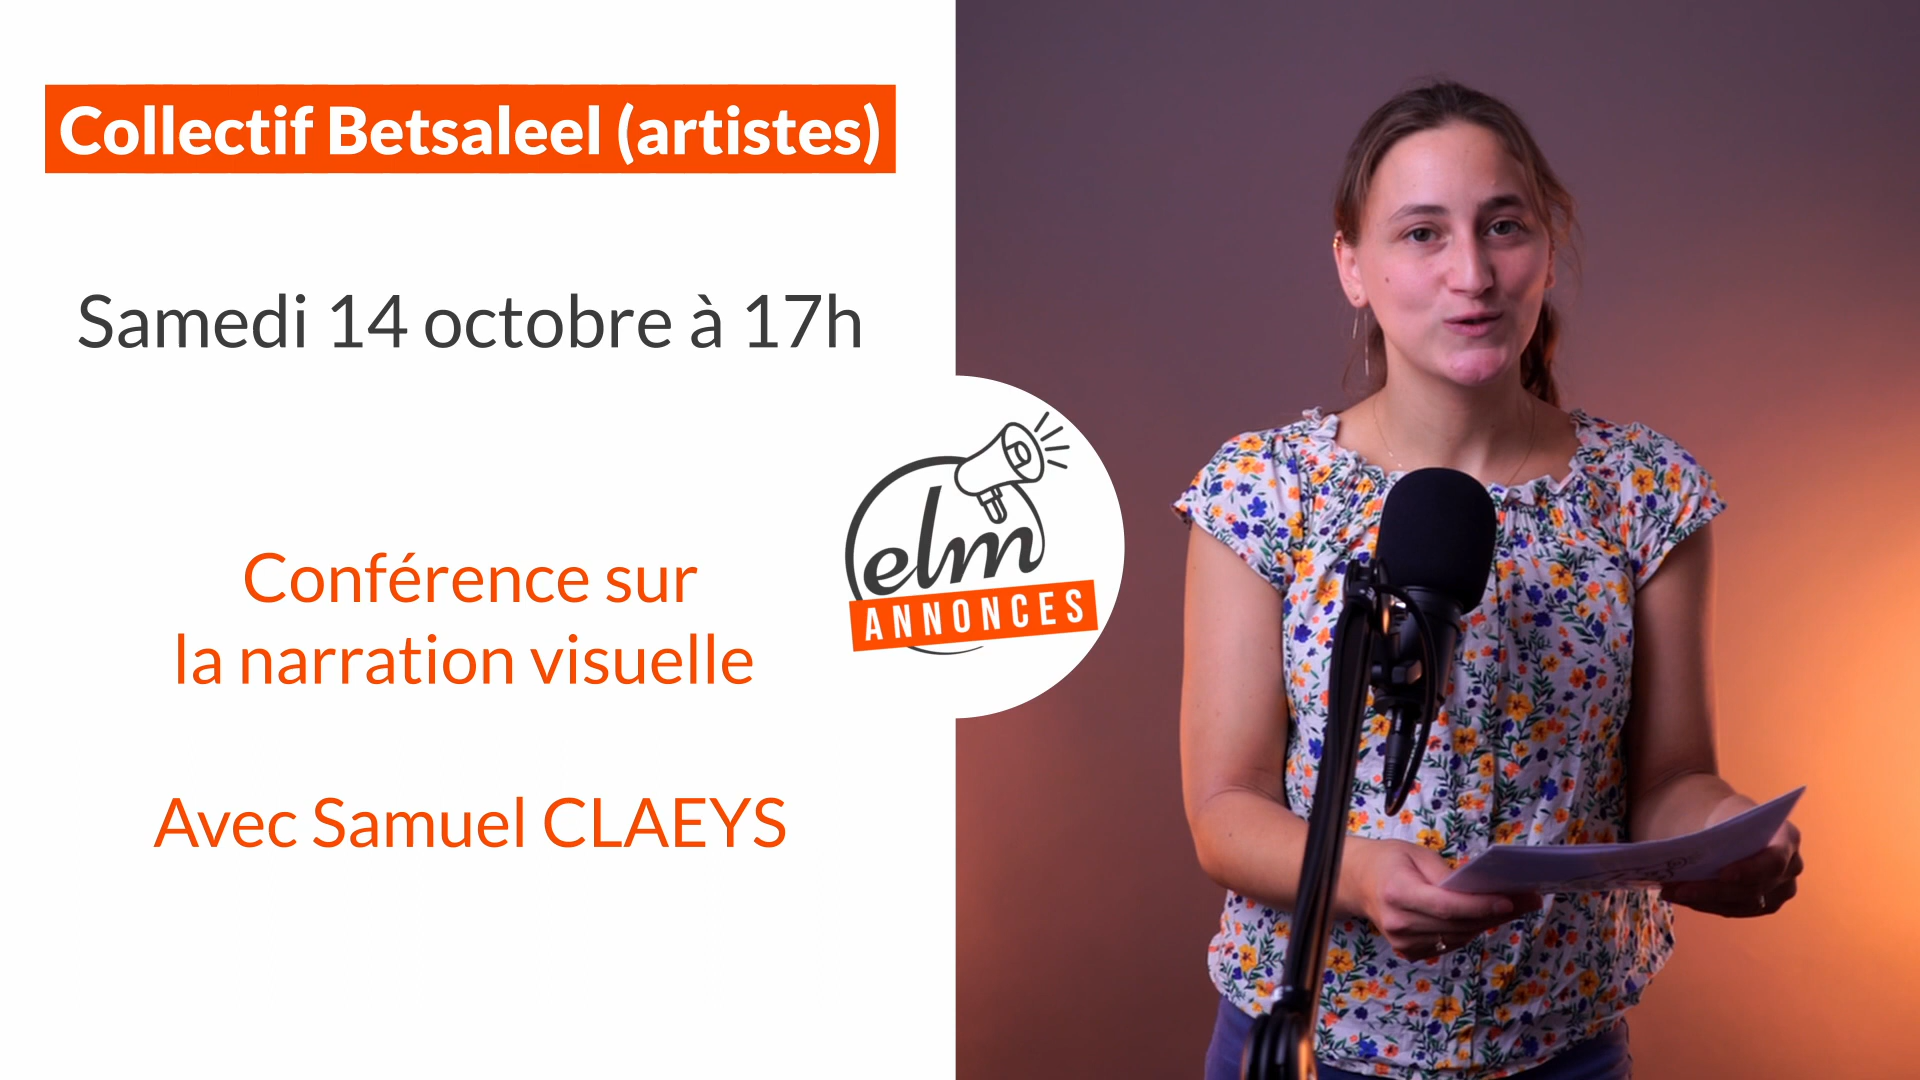 Collectif Betsaleel (artistes)
Samedi 14 octobre à 17h
Conférence sur
la narration visuelle
Avec Samuel CLAEYS
elm
ANNONCES